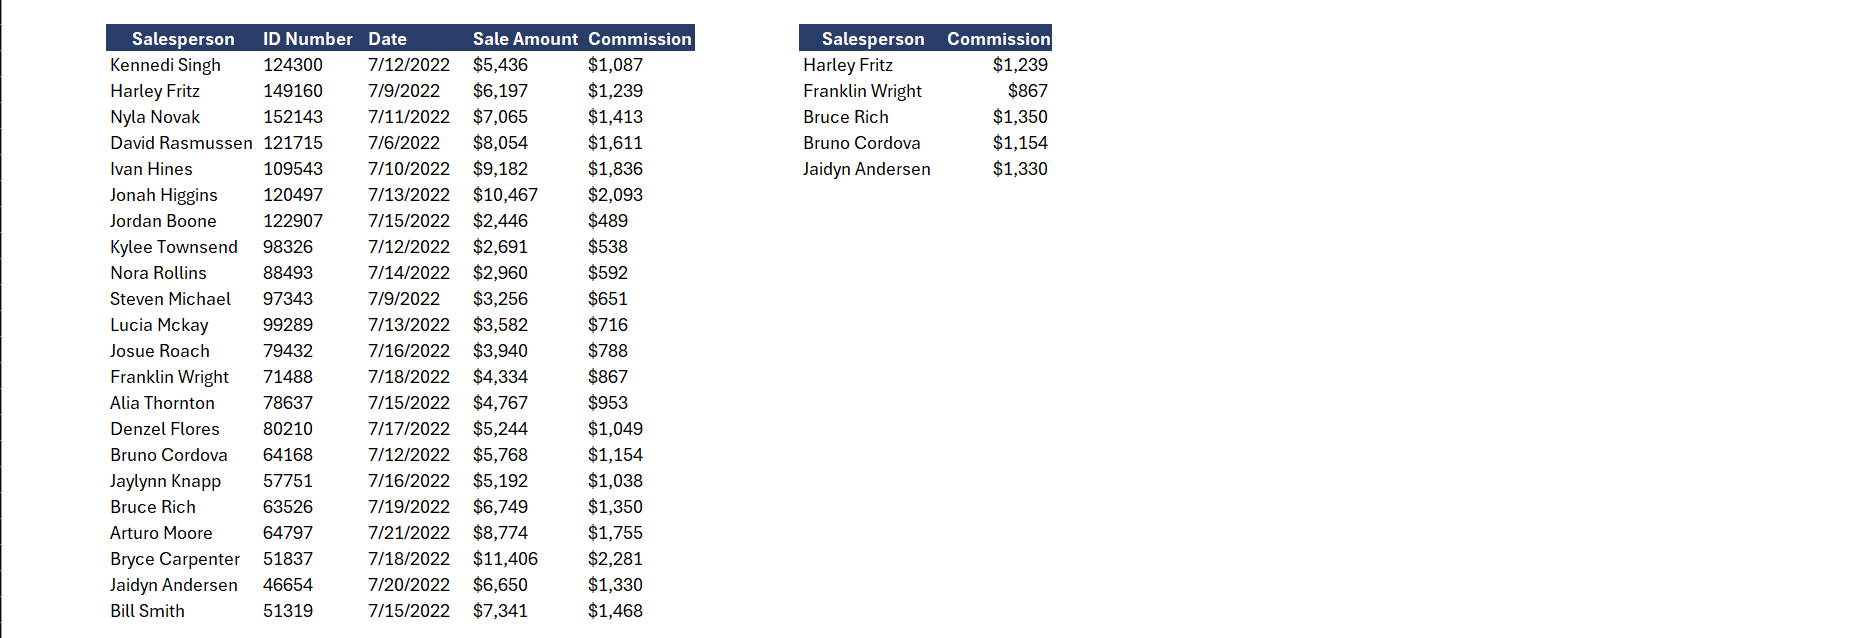 Salesperson ID Number Date Sale Amount Commission Salesperson Commission
Kennedi Singh 124300 7/12/2022 $5,436 $1,087 Harley Fritz $1,239
Harley Fritz 149160 7/9/2022 $6,197 $1,239 Franklin Wright $867
Nyla Novak 152143 7/11/2022 $7,065 $1,413 Bruce Rich $1,350
David Rasmussen 121715 7/6/2022 $8,054 $1,611 Bruno Cordova $1,154
Ivan Hines 109543 7/10/2022 $9,182 $1,836 Jaidyn Andersen $1,330
Jonah Higgins 120497 7/13/2022 $10,467 $2,093
Jordan Boone 122907 7/15/2022 $2,446 $489
Kylee Townsend 98326 7/12/2022 $2,691 $538
Nora Rollins 88493 7/14/2022 $2,960 $592
Steven Michael 97343 7/9/2022 $3,256 $651
Lucia Mckay 99289 7/13/2022 $3,582 $716
Josue Roach 79432 7/16/2022 $3,940 $788
Franklin Wright 71488 7/18/2022 $4,334 $867
Alia Thornton 78637 7/15/2022 $4,767 $953
Denzel Flores 80210 7/17/2022 $5,244 $1,049
Bruno Cordova 64168 7/12/2022 $5,768 $1,154
Jaylynn Knapp 57751 7/16/2022 $5,192 $1,038
Bruce Rich 63526 7/19/2022 $6,749 $1,350
Arturo Moore 64797 7/21/2022 $8,774 $1,755
Bryce Carpenter 51837 7/18/2022 $11,406 $2,281
Jaidyn Andersen 46654 7/20/2022 $6,650 $1,330
Bill Smith 51319 7/15/2022 $7,341 $1,468